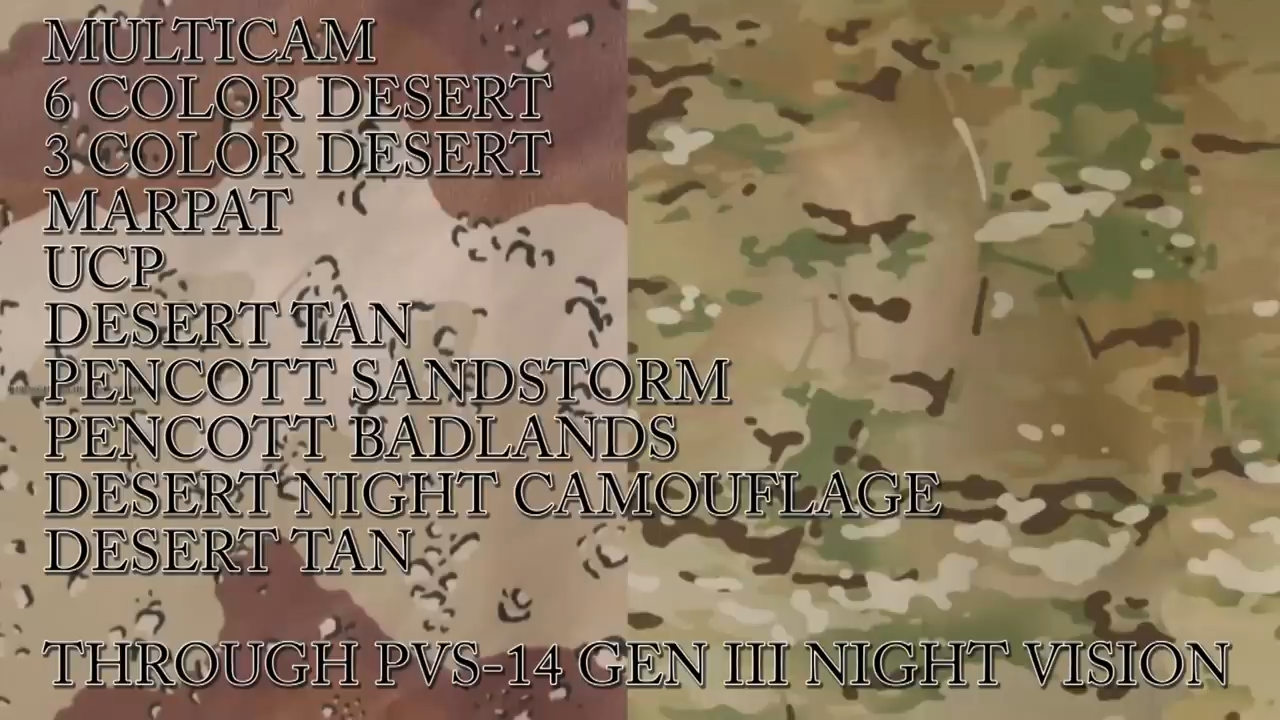 MULTICAM
6 COLOR DESERT
3 COLOR DESERT
MARPAT
UCP
DESERT TAN
PENCOTT SANDSTORM
PENCOTT BADLANDS
DESERT NIGHT CAMOUFLAGE
DESERT TAN
THROUGH PVS-14 GEN III NIGHT VISION